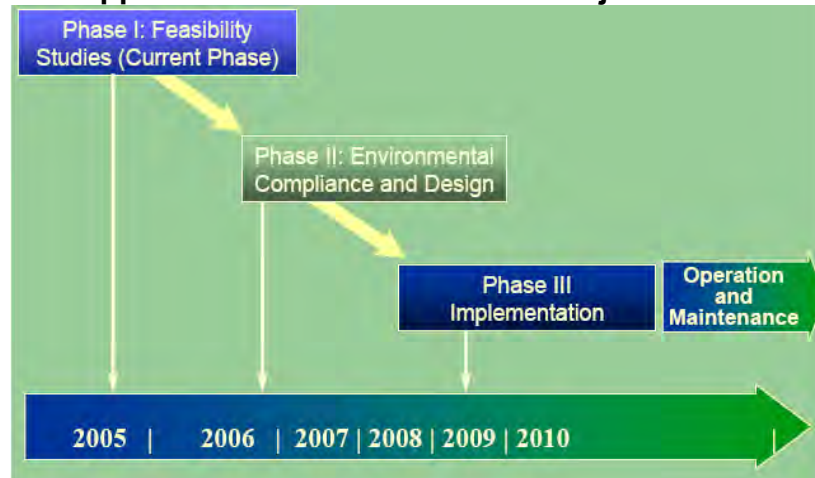 Phase I: Feasibility
Studies (Current Phase)
Phase II: Environmental
Compliance and Design
Phase III
Implementation
Operation
and
Maintenance
2005 | 2006 | 2007 | 2008 | 2009 | 2010 |